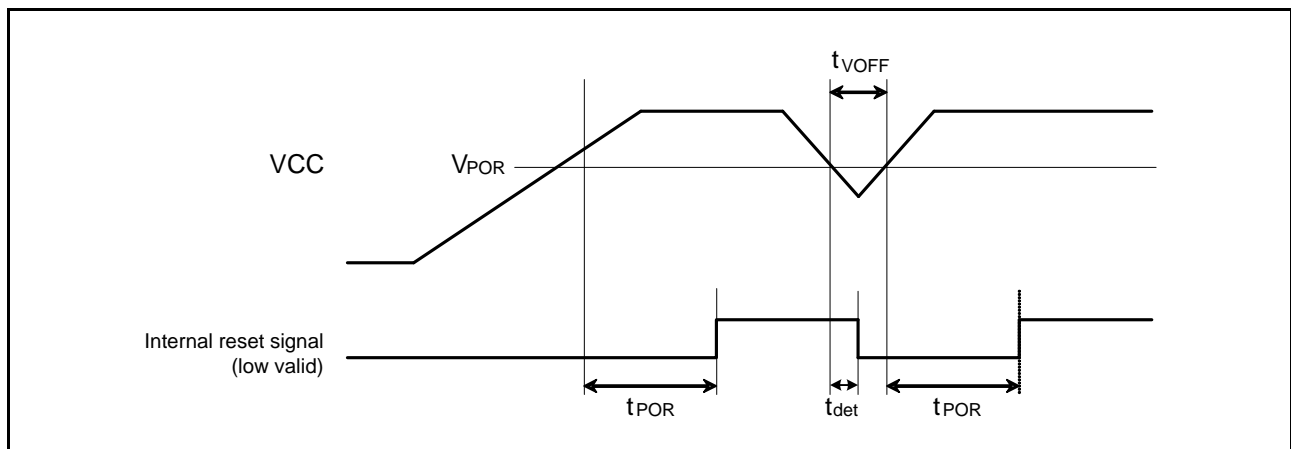 tVOFF
VCC
VPOR
Internal reset signal
(low valid)
tPOR
tdet
tPOR